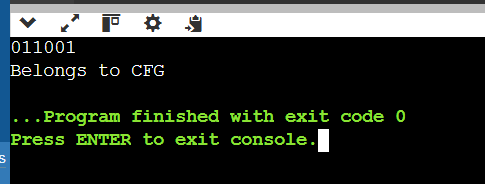 011001
Belongs to CFG
...Program finished with exit code 0
Press ENTER to exit console.
s